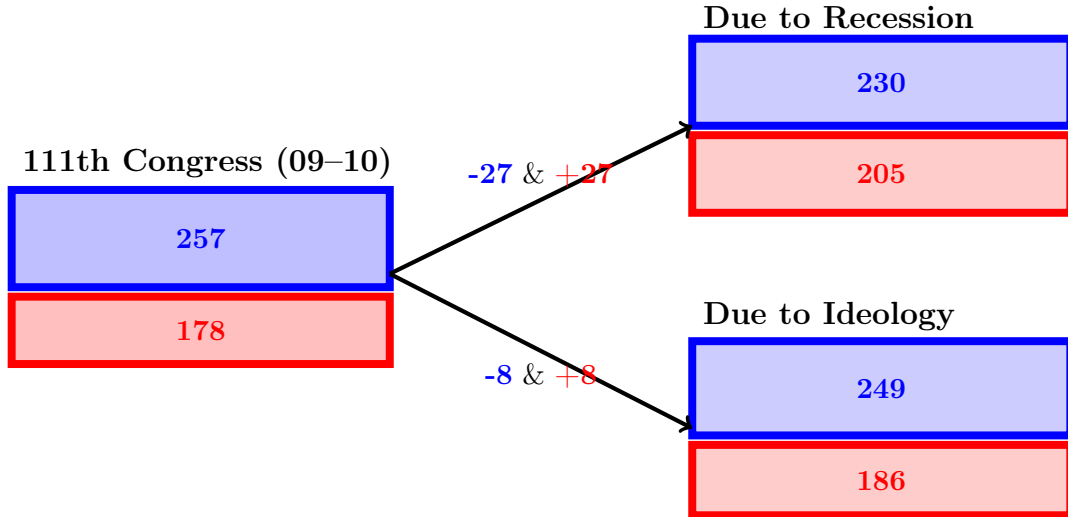 Due to Recession
230
205
111th Congress (09–10)
257
178
-27 & +27
-8 & +8
Due to Ideology
249
186